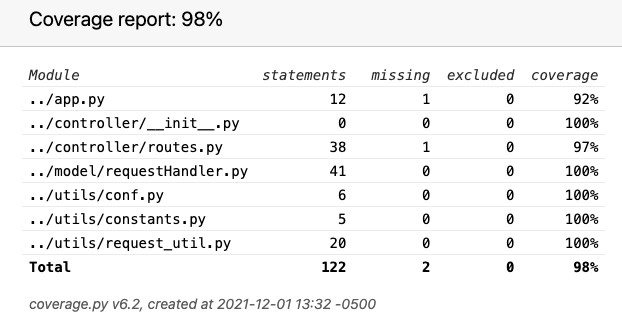 Coverage report: 98%
Module statements missing excluded coverage
../app.py 12 1 0 92%
../controller/__init__.py 0 0 0 100%
../controller/routes.py 38 1 0 97%
../model/requestHandler.py 41 0 0 100%
../utils/conf.py 6 0 0 100%
../utils/constants.py 5 0 0 100%
../utils/request_util.py 20 0 0 100%
Total 122 2 0 98%
coverage.py v6.2, created at 2021-12-01 13:32 -0500